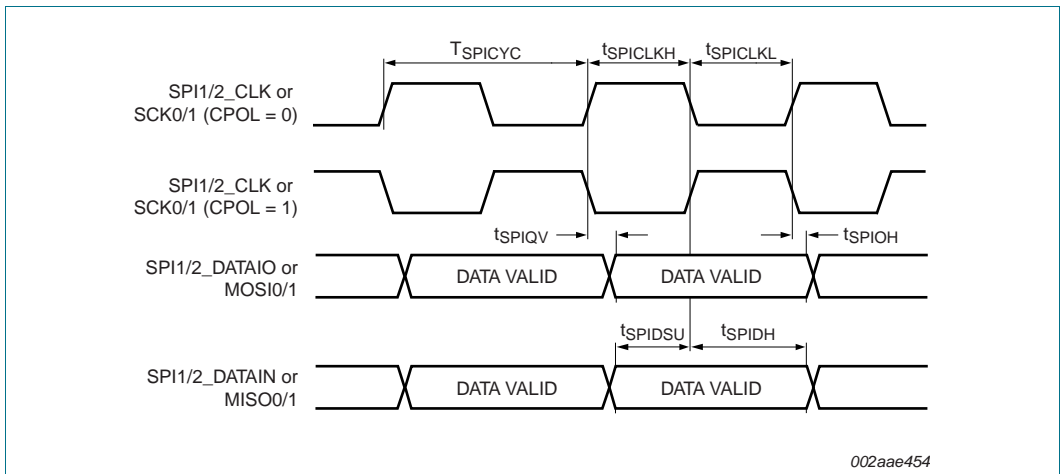 TSPICYC tSPICLKH tSPICLKL
SPI1/2_CLK or
SCK0/1 (CPOL = 0)
SPI1/2_CLK or
SCK0/1 (CPOL = 1)
tSPIQV tSPIOH
SPI1/2_DATAIO or
MOSI0/1
DATA VALID DATA VALID
tSPIDSU tSPIDH
SPI1/2_DATAIN or
MISO0/1
DATA VALID DATA VALID
002aae454